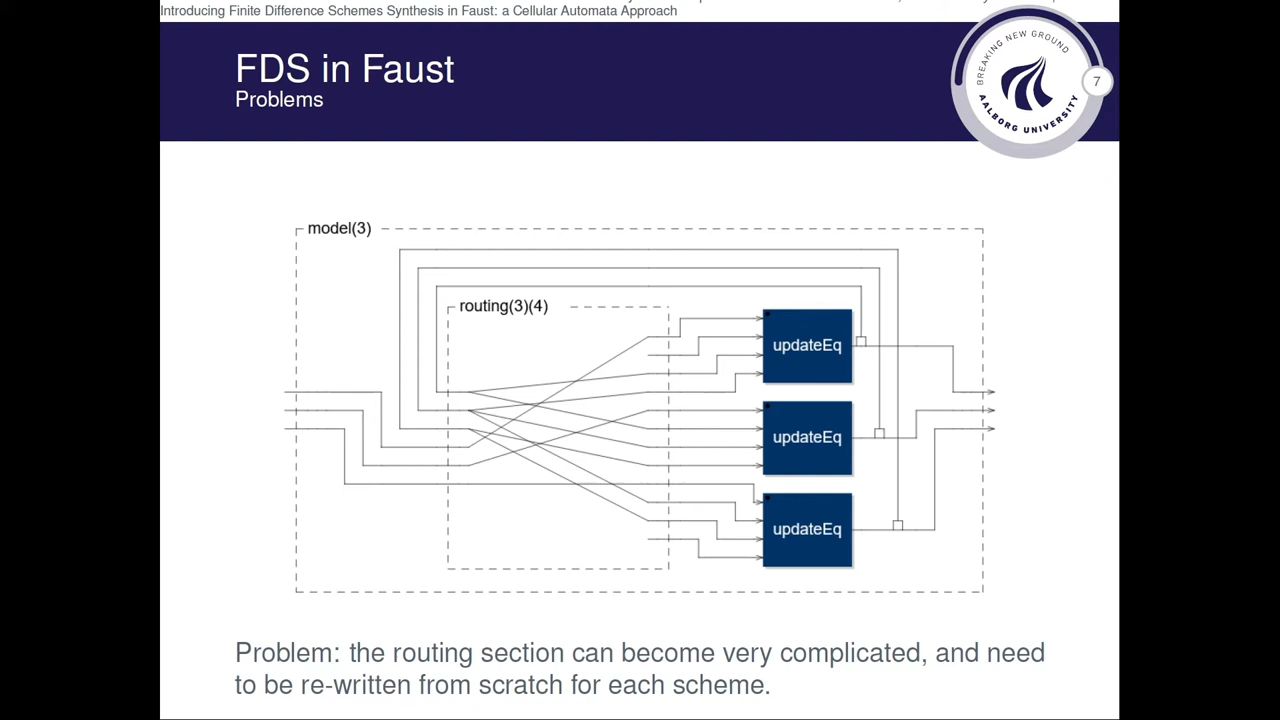 Introducing Finite Difference Schemes Synthesis in Faust: a Cellular Automata Approach
FDS in Faust
Problems
BREAKING NEW GROUND
AALBORG UNIVERSITY
7
model(3)
routing(3)(4)
updateEq
updateEq
updateEq
Problem: the routing section can become very complicated, and need
to be re-written from scratch for each scheme.